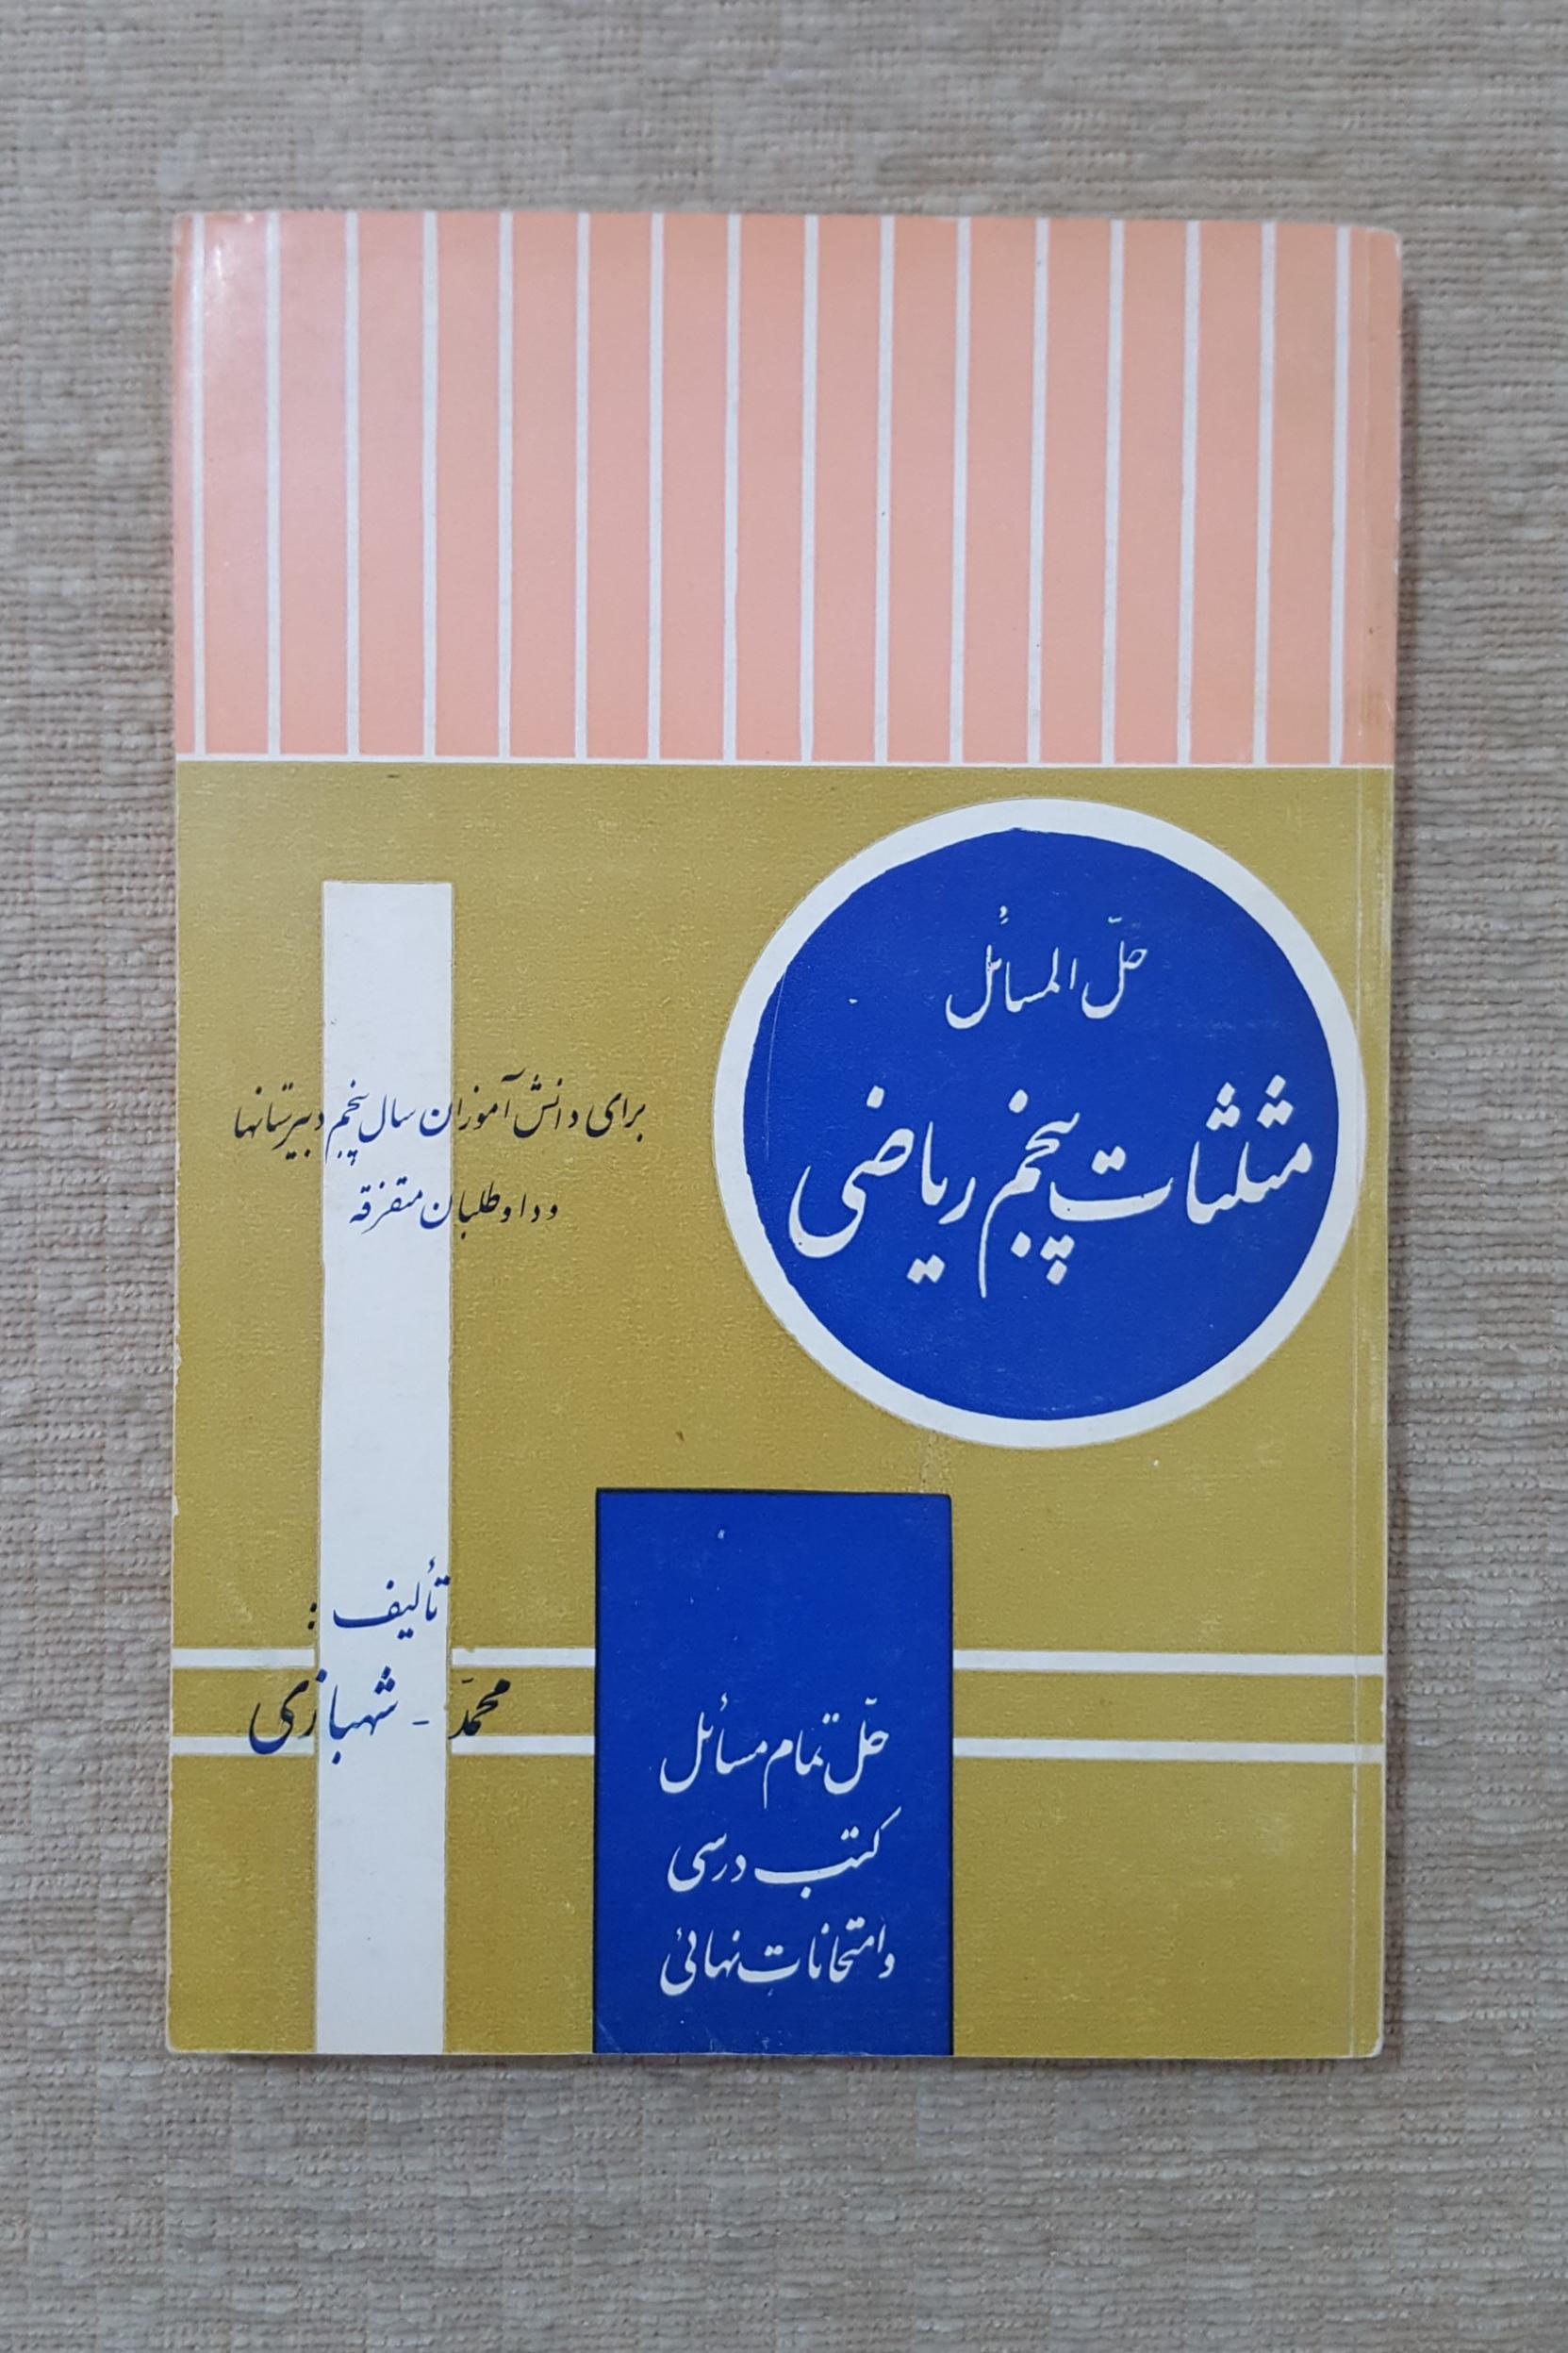 حلّ المسائل
مثلثات پنجم ریاضی
برای دانش آموزان سال پنجم دبیرستانها
و داوطلبان متفرقه
تألیف :
محمّد - شهبازی
حلّ تمام مسائل
کتب درسی
و امتحانات نهائی